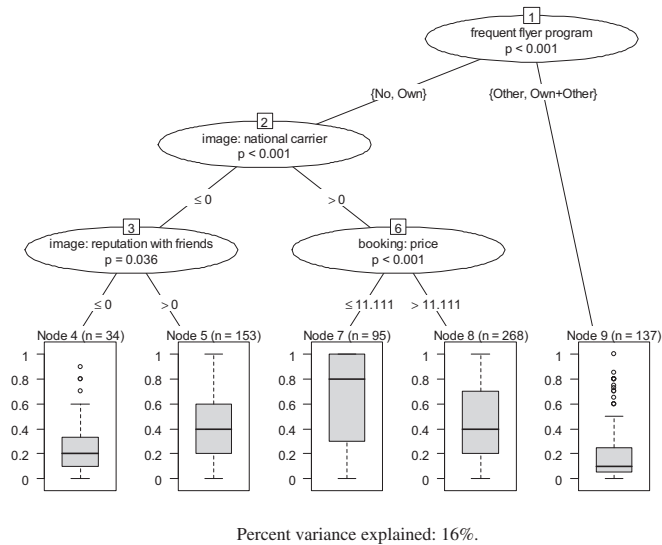 1
frequent flyer program
p < 0.001
{No, Own}
{Other, Own+Other}
2
image: national carrier
p < 0.001
≤ 0
> 0
3
image: reputation with friends
p = 0.036
6
booking: price
p < 0.001
≤ 0
> 0
≤ 11.111
> 11.111
Node 4 (n = 34)
Node 5 (n = 153)
Node 7 (n = 95)
Node 8 (n = 268)
Node 9 (n = 137)
1 1 1 1 1
0.8 0.8 0.8 0.8 0.8
0.6 0.6 0.6 0.6 0.6
0.4 0.4 0.4 0.4 0.4
0.2 0.2 0.2 0.2 0.2
0 0 0 0 0
Percent variance explained: 16%.